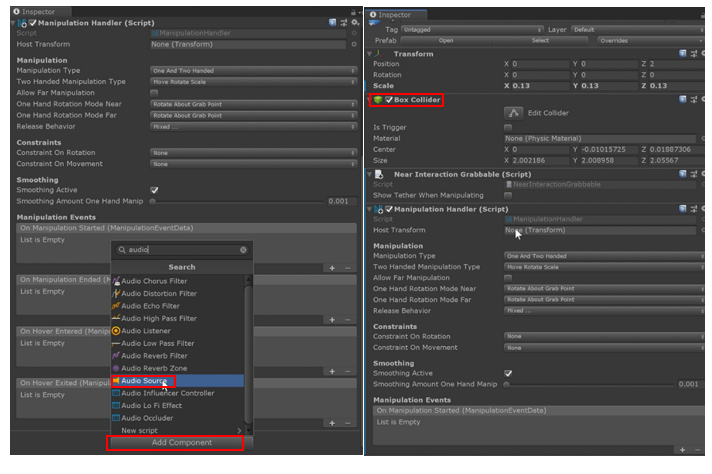 Inspector
Manipulation Handler (Script)
Script ManipulationHandler
Host Transform None (Transform)
Manipulation
Manipulation Type One And Two Handed
Two Handed Manipulation Type Move Rotate Scale
Allow Far Manipulation
One Hand Rotation Mode Near Rotate About Grab Point
One Hand Rotation Mode Far Rotate About Grab Point
Release Behavior Mixed ...
Constraints
Constraint On Rotation None
Constraint On Movement None
Smoothing
Smoothing Active
Smoothing Amount One Hand Manip 0.001
Manipulation Events
On Manipulation Started (ManipulationEventData)
List is Empty
On Manipulation Ended (M
List is Empty
On Hover Entered (Manip
List is Empty
On Hover Exited (Manipul
List is Empty
audio
Search
Audio Chorus Filter
Audio Distortion Filter
Audio Echo Filter
Audio High Pass Filter
Audio Listener
Audio Low Pass Filter
Audio Reverb Filter
Audio Reverb Zone
Audio Source
Audio Influencer Controller
Audio Lo Fi Effect
Audio Occluder
New script
Add Component
Inspector
Tag Untagged Layer Default
Prefab Open Select Overrides
Transform
Position X 0 Y 0 Z 2
Rotation X 0 Y 0 Z 0
Scale X 0.13 Y 0.13 Z 0.13
Box Collider
Edit Collider
Is Trigger
Material None (Physic Material)
Center X 0 Y -0.01015725 Z 0.01887306
Size X 2.002186 Y 2.008958 Z 2.05567
Near Interaction Grabbable (Script)
Script NearInteractionGrabbable
Show Tether When Manipulating
Manipulation Handler (Script)
Script ManipulationHandler
Host Transform None (Transform)
Manipulation
Manipulation Type One And Two Handed
Two Handed Manipulation Type Move Rotate Scale
Allow Far Manipulation
One Hand Rotation Mode Near Rotate About Grab Point
One Hand Rotation Mode Far Rotate About Grab Point
Release Behavior Mixed ...
Constraints
Constraint On Rotation None
Constraint On Movement None
Smoothing
Smoothing Active
Smoothing Amount One Hand Manip 0.001
Manipulation Events
On Manipulation Started (ManipulationEventData)
List is Empty